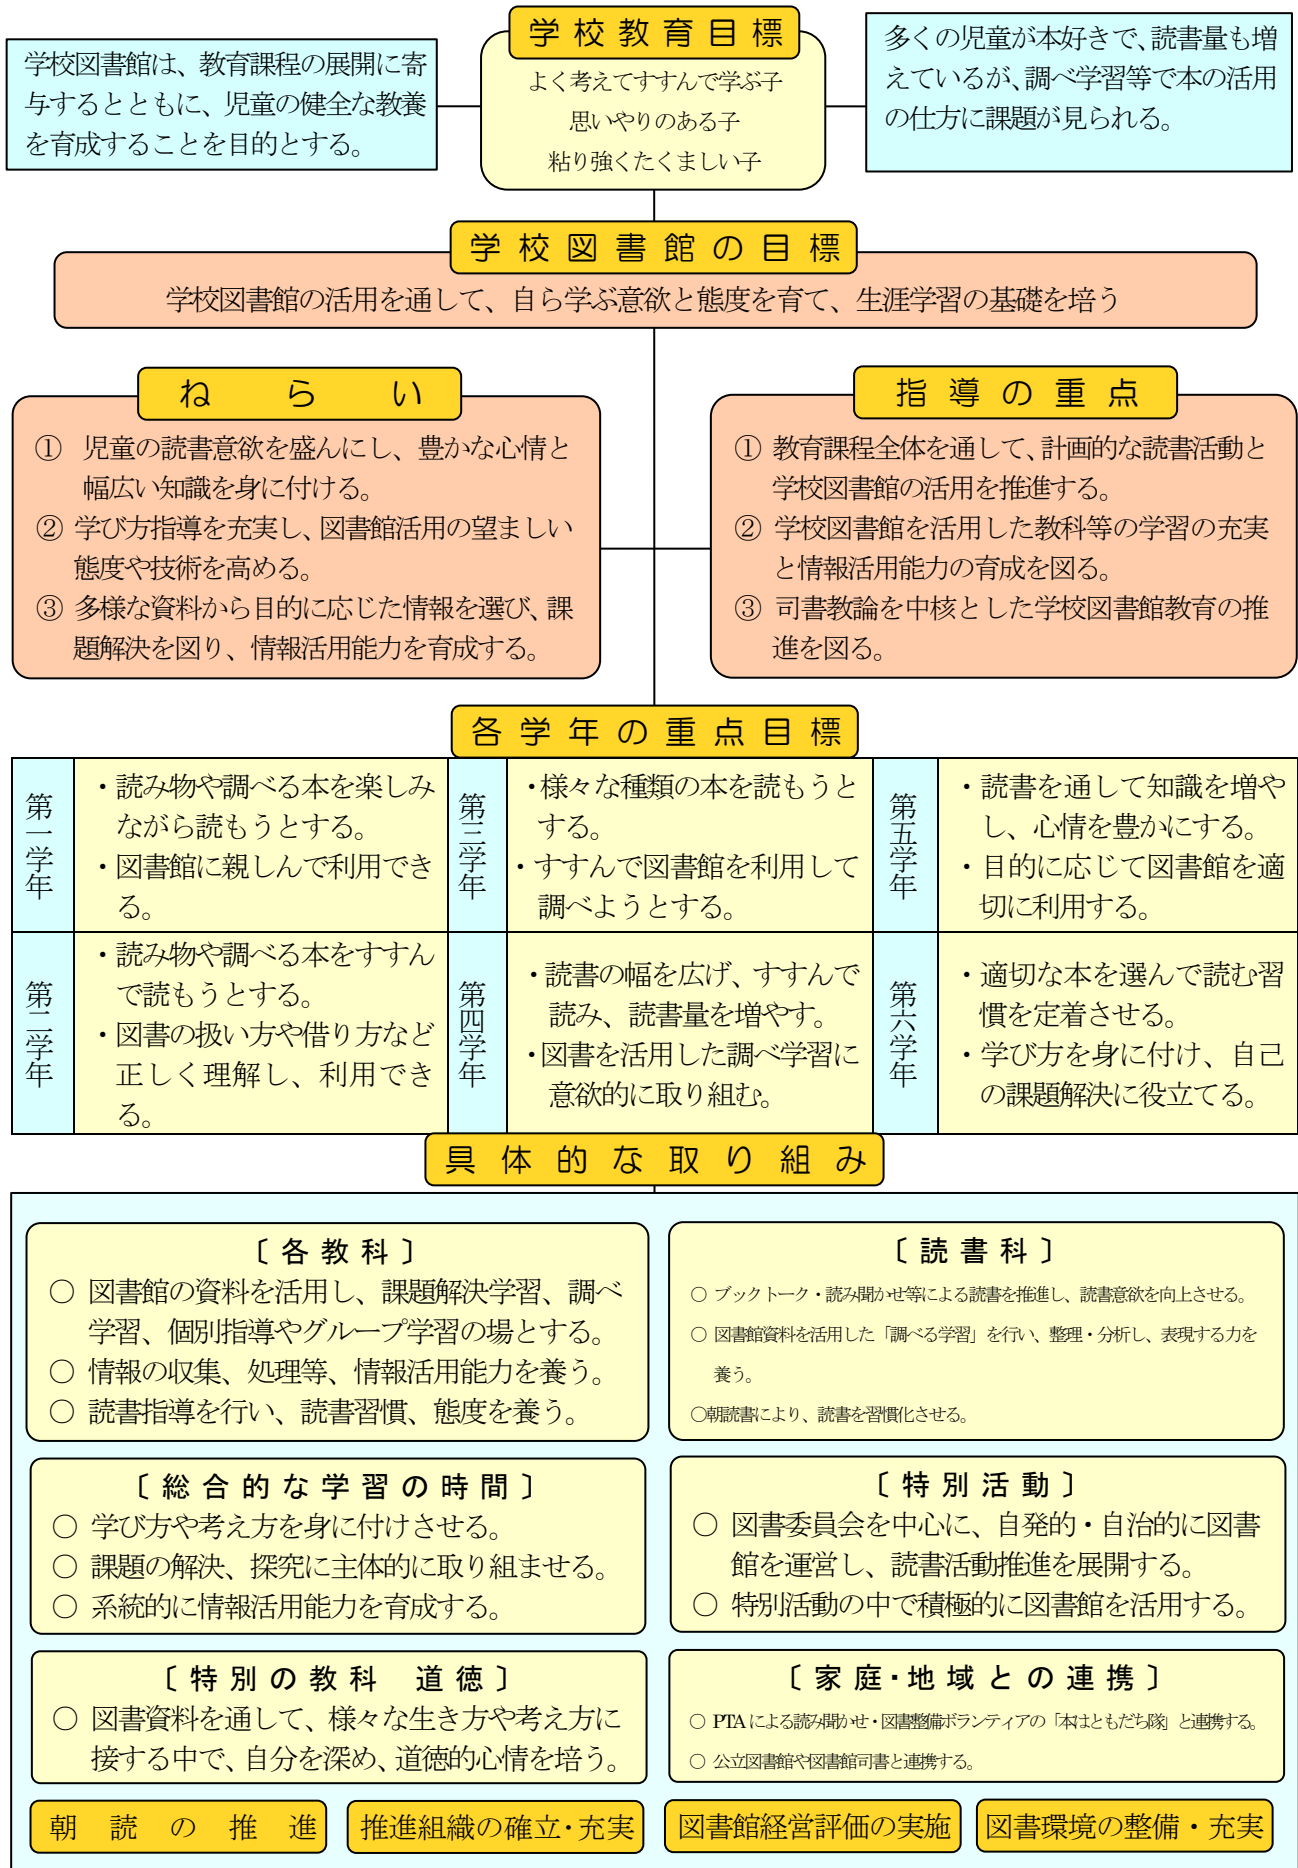 学校教育目標
よく考えてすすんで学ぶ子
思いやりのある子
粘り強くたくましい子
学校図書館は、教育課程の展開に寄
与するとともに、児童の健全な教養
を育成することを目的とする。
多くの児童が本好きで、読書量も増
えているが、調べ学習等で本の活用
の仕方に課題が見られる。
学校図書館の目標
学校図書館の活用を通して、自ら学ぶ意欲と態度を育て、生涯学習の基礎を培う
ねらい
① 児童の読書意欲を盛んにし、豊かな心情と
幅広い知識を身に付ける。
② 学び方指導を充実し、図書館活用の望ましい
態度や技術を高める。
③ 多様な資料から目的に応じた情報を選び、課
題解決を図り、情報活用能力を育成する。
指導の重点
① 教育課程全体を通して、計画的な読書活動と
学校図書館の活用を推進する。
② 学校図書館を活用した教科等の学習の充実
と情報活用能力の育成を図る。
③ 司書教諭を中核とした学校図書館教育の推
進を図る。
各学年の重点目標
第一学年
・読み物や調べる本を楽しみ
ながら読もうとする。
・図書館に親しんで利用でき
る。
第三学年
・様々な種類の本を読もうと
する。
・すすんで図書館を利用して
調べようとする。
第五学年
・読書を通して知識を増や
し、心情を豊かにする。
・目的に応じて図書館を適
切に利用する。
第二学年
・読み物や調べる本をすすん
で読もうとする。
・図書の扱い方や借り方など
正しく理解し、利用でき
る。
第四学年
・読書の幅を広げ、すすんで
読み、読書量を増やす。
・図書を活用した調べ学習に
意欲的に取り組む。
第六学年
・適切な本を選んで読む習
慣を定着させる。
・学び方を身に付け、自己
の課題解決に役立てる。
具体的な取り組み
〔各教科〕
○ 図書館の資料を活用し、課題解決学習、調べ
学習、個別指導やグループ学習の場とする。
○ 情報の収集、処理等、情報活用能力を養う。
○ 読書指導を行い、読書習慣、態度を養う。
〔読書科〕
○ ブックトーク・読み聞かせ等による読書を推進し、読書意欲を向上させる。
○ 図書館資料を活用した「調べる学習」を行い、整理・分析し、表現する力を
養う。
○朝読書により、読書を習慣化させる。
〔総合的な学習の時間〕
○ 学び方や考え方を身に付けさせる。
○ 課題の解決、探究に主体的に取り組ませる。
○ 系統的に情報活用能力を育成する。
〔特別活動〕
○ 図書委員会を中心に、自発的・自治的に図書
館を運営し、読書活動推進を展開する。
○ 特別活動の中で積極的に図書館を活用する。
〔特別の教科 道徳〕
○ 図書資料を通して、様々な生き方や考え方に
接する中で、自分を深め、道徳的心情を培う。
〔家庭・地域との連携〕
○ PTAによる読み聞かせ・図書整備ボランティアの「本はともだち隊」と連携する。
○ 公立図書館や図書館司書と連携する。
朝読の推進
推進組織の確立・充実
図書館経営評価の実施
図書環境の整備・充実